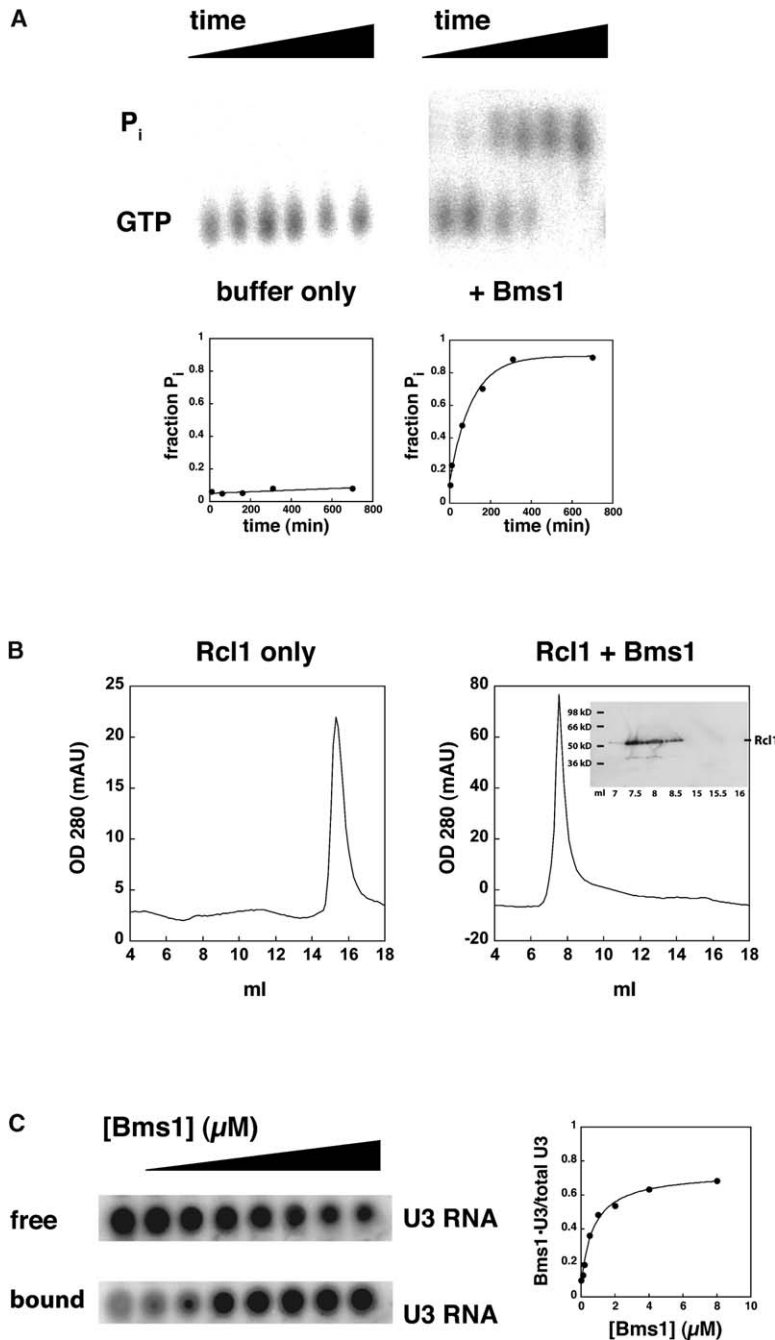 A
time
time
P i
GTP
buffer only
+ Bms1
fraction P i
1
0.8
0.6
0.4
0.2
0
0 200 400 600 800
time (min)
fraction P i
1
0.8
0.6
0.4
0.2
0
0 200 400 600 800
time (min)
B
Rcl1 only
Rcl1 + Bms1
OD 280 (mAU)
25
20
15
10
5
0
4 6 8 10 12 14 16 18
ml
OD 280 (mAU)
80
60
40
20
0
-20
4 6 8 10 12 14 16 18
ml
98 kD
66 kD
50 kD
36 kD
Rcl1
ml 7 7.5 8 8.5 15 15.5 16
C
[Bms1] (µM)
free
U3 RNA
bound
U3 RNA
Bms1·U3/total U3
1
0.8
0.6
0.4
0.2
0
0 2 4 6 8 10
[Bms1] (µM)